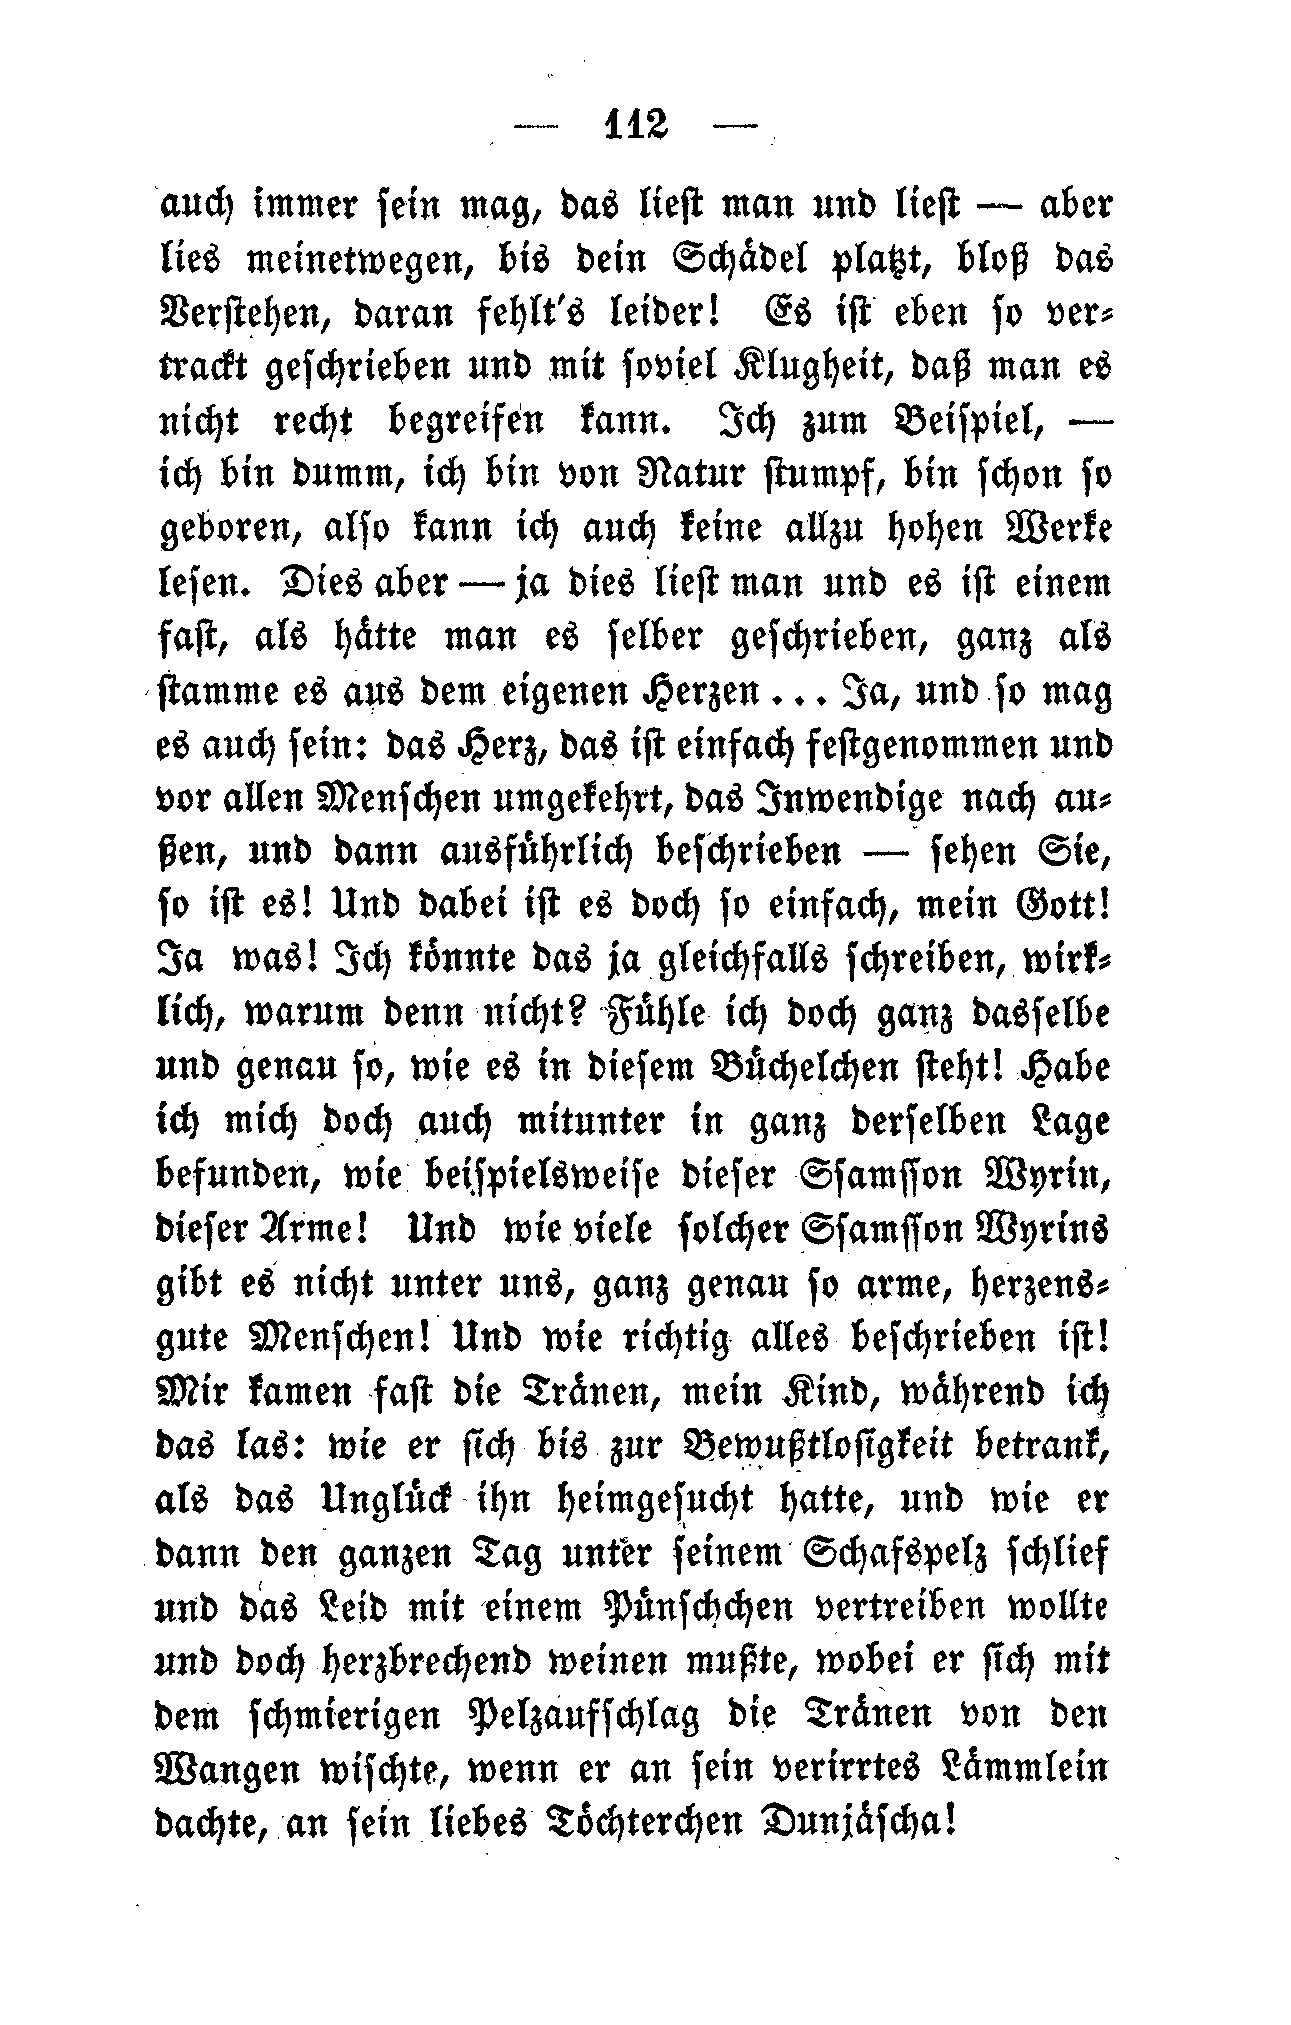 — 112 —
auch immer sein mag, das liest man und liest — aber
lies meinetwegen, bis dein Schädel platzt, bloß das
Verstehen, daran fehlt's leider! Es ist eben so ver-
trackt geschrieben und mit soviel Klugheit, daß man es
nicht recht begreifen kann. Ich zum Beispiel, —
ich bin dumm, ich bin von Natur stumpf, bin schon so
geboren, also kann ich auch keine allzu hohen Werke
lesen. Dies aber — ja dies liest man und es ist einem
fast, als hätte man es selber geschrieben, ganz als
stamme es aus dem eigenen Herzen... Ja, und so mag
es auch sein: das Herz, das ist einfach festgenommen und
vor allen Menschen umgekehrt, das Inwendige nach au-
ßen, und dann ausführlich beschrieben — sehen Sie,
so ist es! Und dabei ist es doch so einfach, mein Gott!
Ja was! Ich könnte das ja gleichfalls schreiben, wirk-
lich, warum denn nicht? Fühle ich doch ganz dasselbe
und genau so, wie es in diesem Büchelchen steht! Habe
ich mich doch auch mitunter in ganz derselben Lage
befunden, wie beispielsweise dieser Ssamsson Wyrin,
dieser Arme! Und wie viele solcher Ssamsson Wyrins
gibt es nicht unter uns, ganz genau so arme, herzens-
gute Menschen! Und wie richtig alles beschrieben ist!
Mir kamen fast die Tränen, mein Kind, während ich
das las: wie er sich bis zur Bewußtlosigkeit betrank,
als das Unglück ihn heimgesucht hatte, und wie er
dann den ganzen Tag unter seinem Schafspelz schlief
und das Leid mit einem Pünschchen vertreiben wollte
und doch herzbrechend weinen mußte, wobei er sich mit
dem schmierigen Pelzaufschlag die Tränen von den
Wangen wischte, wenn er an sein verirrtes Lämmlein
dachte, an sein liebes Töchterchen Dunjäscha!